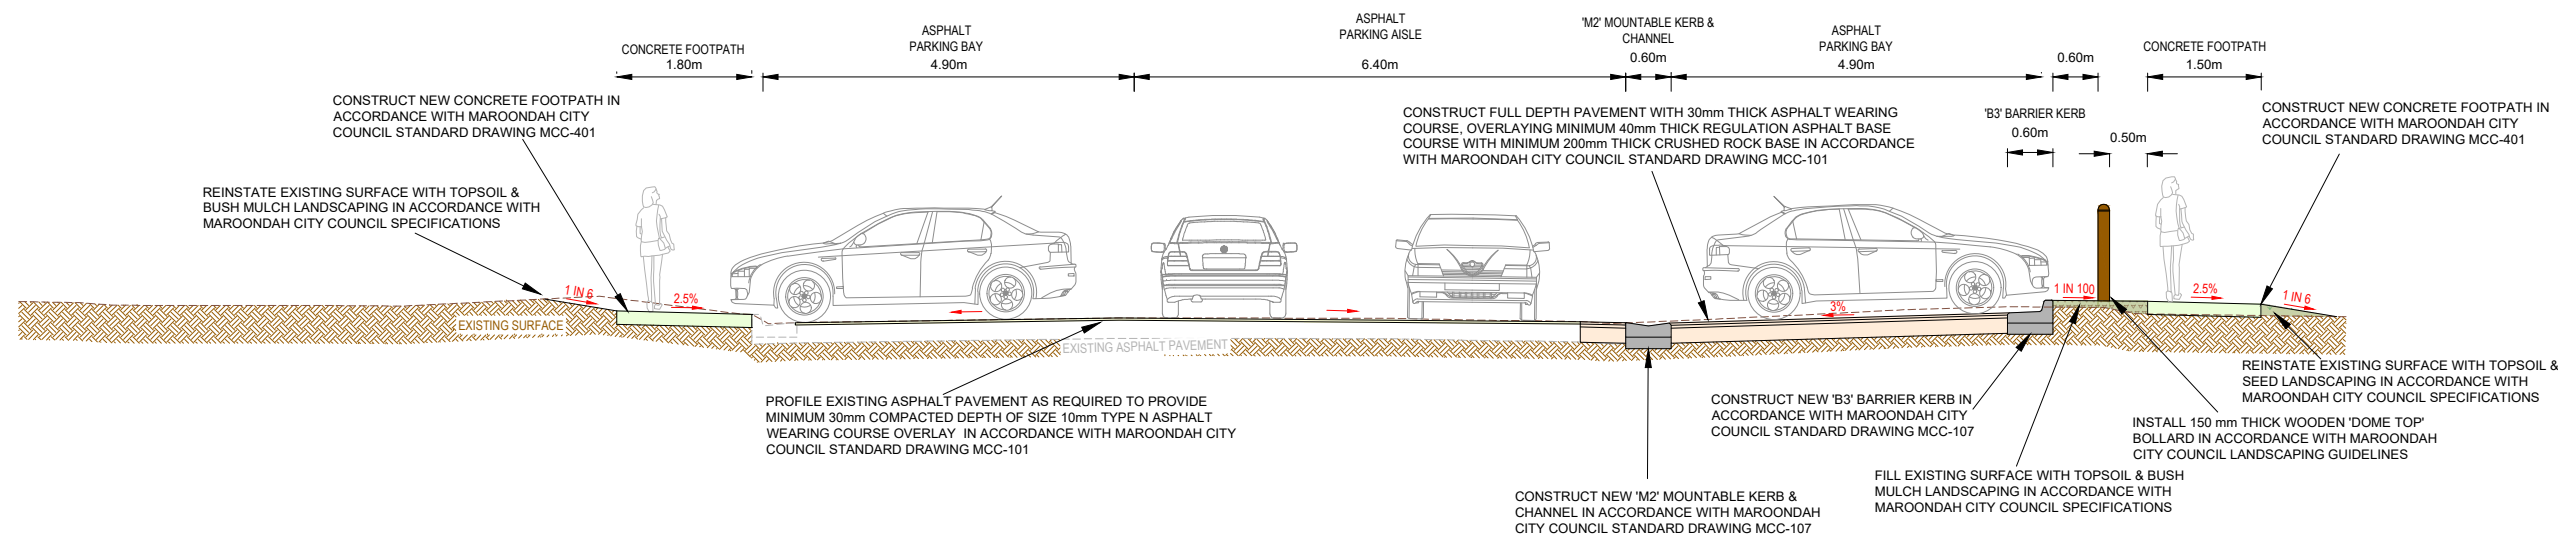 CONCRETE FOOTPATH
1.80m
ASPHALT
PARKING BAY
4.90m
ASPHALT
PARKING AISLE
6.40m
'M2' MOUNTABLE KERB &
CHANNEL
0.60m
ASPHALT
PARKING BAY
4.90m
0.60m
CONCRETE FOOTPATH
1.50m
'B3' BARRIER KERB
0.60m
0.50m
CONSTRUCT NEW CONCRETE FOOTPATH IN
ACCORDANCE WITH MAROONDAH CITY
COUNCIL STANDARD DRAWING MCC-401
REINSTATE EXISTING SURFACE WITH TOPSOIL &
BUSH MULCH LANDSCAPING IN ACCORDANCE WITH
MAROONDAH CITY COUNCIL SPECIFICATIONS
CONSTRUCT FULL DEPTH PAVEMENT WITH 30mm THICK ASPHALT WEARING
COURSE, OVERLAYING MINIMUM 40mm THICK REGULATION ASPHALT BASE
COURSE WITH MINIMUM 200mm THICK CRUSHED ROCK BASE IN ACCORDANCE
WITH MAROONDAH CITY COUNCIL STANDARD DRAWING MCC-101
CONSTRUCT NEW CONCRETE FOOTPATH IN
ACCORDANCE WITH MAROONDAH CITY
COUNCIL STANDARD DRAWING MCC-401
1 IN 6
2.5%
3%
1 IN 100
2.5%
1 IN 6
EXISTING SURFACE
EXISTING ASPHALT PAVEMENT
PROFILE EXISTING ASPHALT PAVEMENT AS REQUIRED TO PROVIDE
MINIMUM 30mm COMPACTED DEPTH OF SIZE 10mm TYPE N ASPHALT
WEARING COURSE OVERLAY IN ACCORDANCE WITH MAROONDAH CITY
COUNCIL STANDARD DRAWING MCC-101
CONSTRUCT NEW 'M2' MOUNTABLE KERB &
CHANNEL IN ACCORDANCE WITH MAROONDAH
CITY COUNCIL STANDARD DRAWING MCC-107
CONSTRUCT NEW 'B3' BARRIER KERB IN
ACCORDANCE WITH MAROONDAH CITY
COUNCIL STANDARD DRAWING MCC-107
FILL EXISTING SURFACE WITH TOPSOIL & BUSH
MULCH LANDSCAPING IN ACCORDANCE WITH
MAROONDAH CITY COUNCIL SPECIFICATIONS
INSTALL 150 mm THICK WOODEN 'DOME TOP'
BOLLARD IN ACCORDANCE WITH MAROONDAH
CITY COUNCIL LANDSCAPING GUIDELINES
REINSTATE EXISTING SURFACE WITH TOPSOIL &
SEED LANDSCAPING IN ACCORDANCE WITH
MAROONDAH CITY COUNCIL SPECIFICATIONS